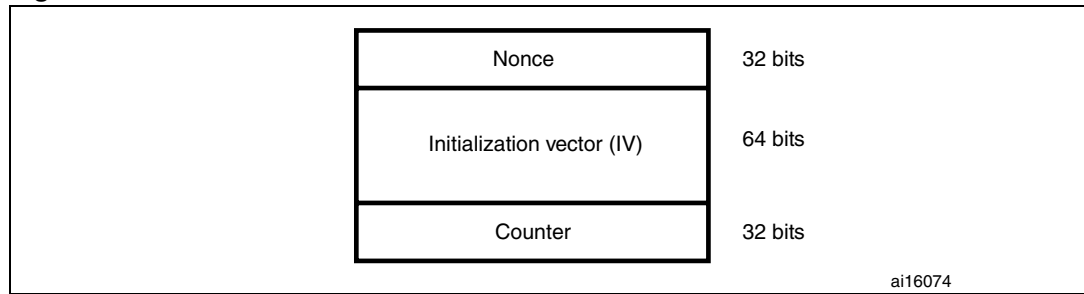 Nonce 32 bits
Initialization vector (IV) 64 bits
Counter 32 bits
ai16074